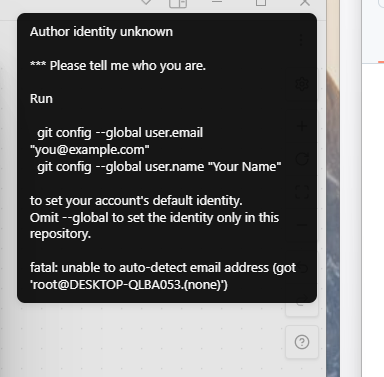 Author identity unknown
*** Please tell me who you are.
Run
git config --global user.email
"you@example.com"
git config --global user.name "Your Name"
to set your account's default identity.
Omit --global to set the identity only in this
repository.
fatal: unable to auto-detect email address (got
'root@DESKTOP-QLBA053.(none)')